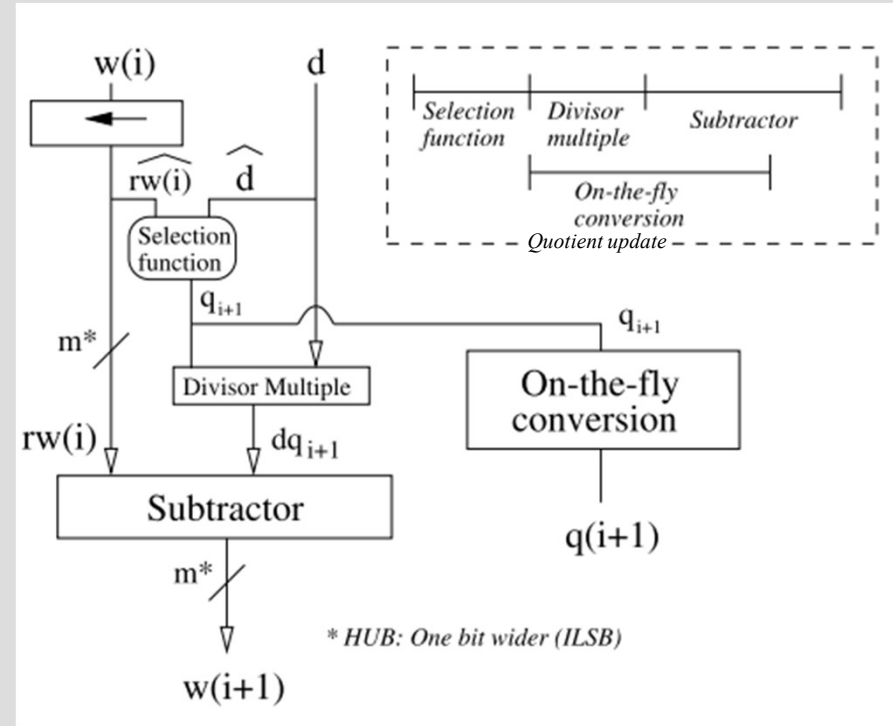 w(i)
d
rw(i)
d
Selection
function
q i+1
q i+1
m*
Divisor Multiple
rw(i)
dq i+1
Subtractor
m*
w(i+1)
On-the-fly
conversion
q(i+1)
* HUB: One bit wider (ILSB)
Selection
function
Divisor
multiple
Subtractor
On-the-fly
conversion
Quotient update